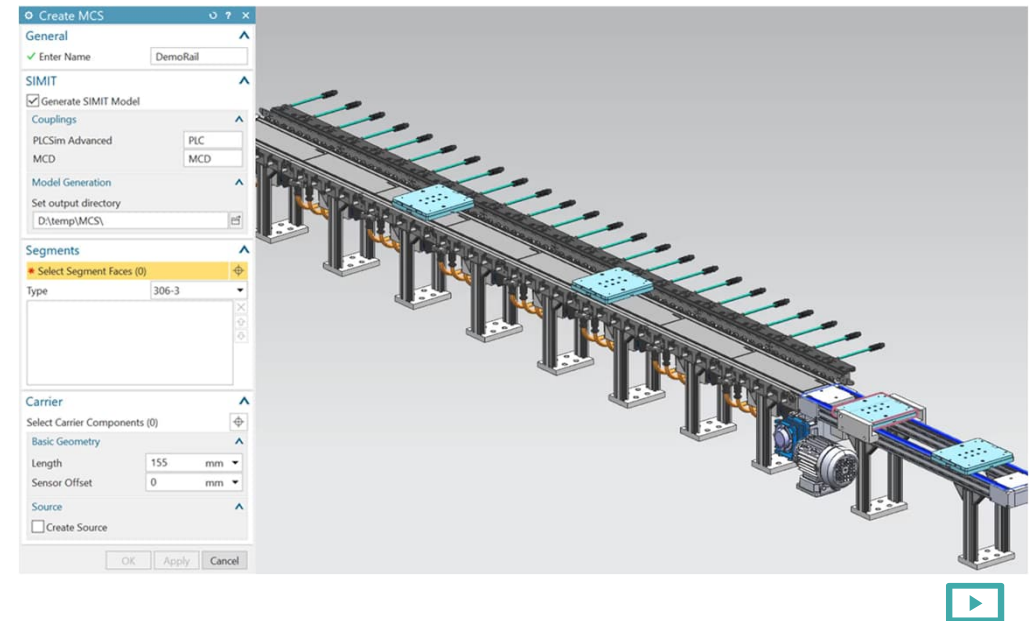 Create MCS ?
General
Enter Name DemoRail
SIMIT
Generate SIMIT Model
Couplings
PLCSim Advanced PLC
MCD MCD
Model Generation
Set output directory
D:\temp\MCS\
Segments
Select Segment Faces (0)
Type 306-3
Carrier
Select Carrier Components (0)
Basic Geometry
Length 155 mm
Sensor Offset 0 mm
Source
Create Source
OK Apply Cancel